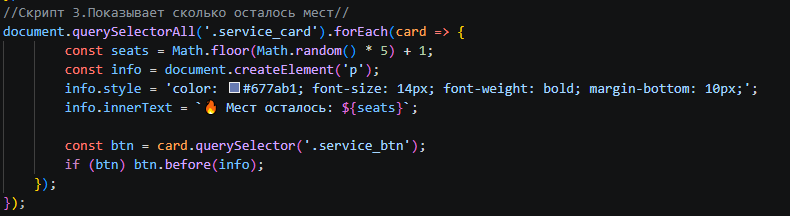 //Скрипт 3.Показывает сколько осталось мест//
document.querySelectorAll('.service_card').forEach(card => {
const seats = Math.floor(Math.random() * 5) + 1;
const info = document.createElement('p');
info.style = 'color: #677ab1; font-size: 14px; font-weight: bold; margin-bottom: 10px;';
info.innerText = `🔥 Мест осталось: ${seats}`;
const btn = card.querySelector('.service_btn');
if (btn) btn.before(info);
});
});